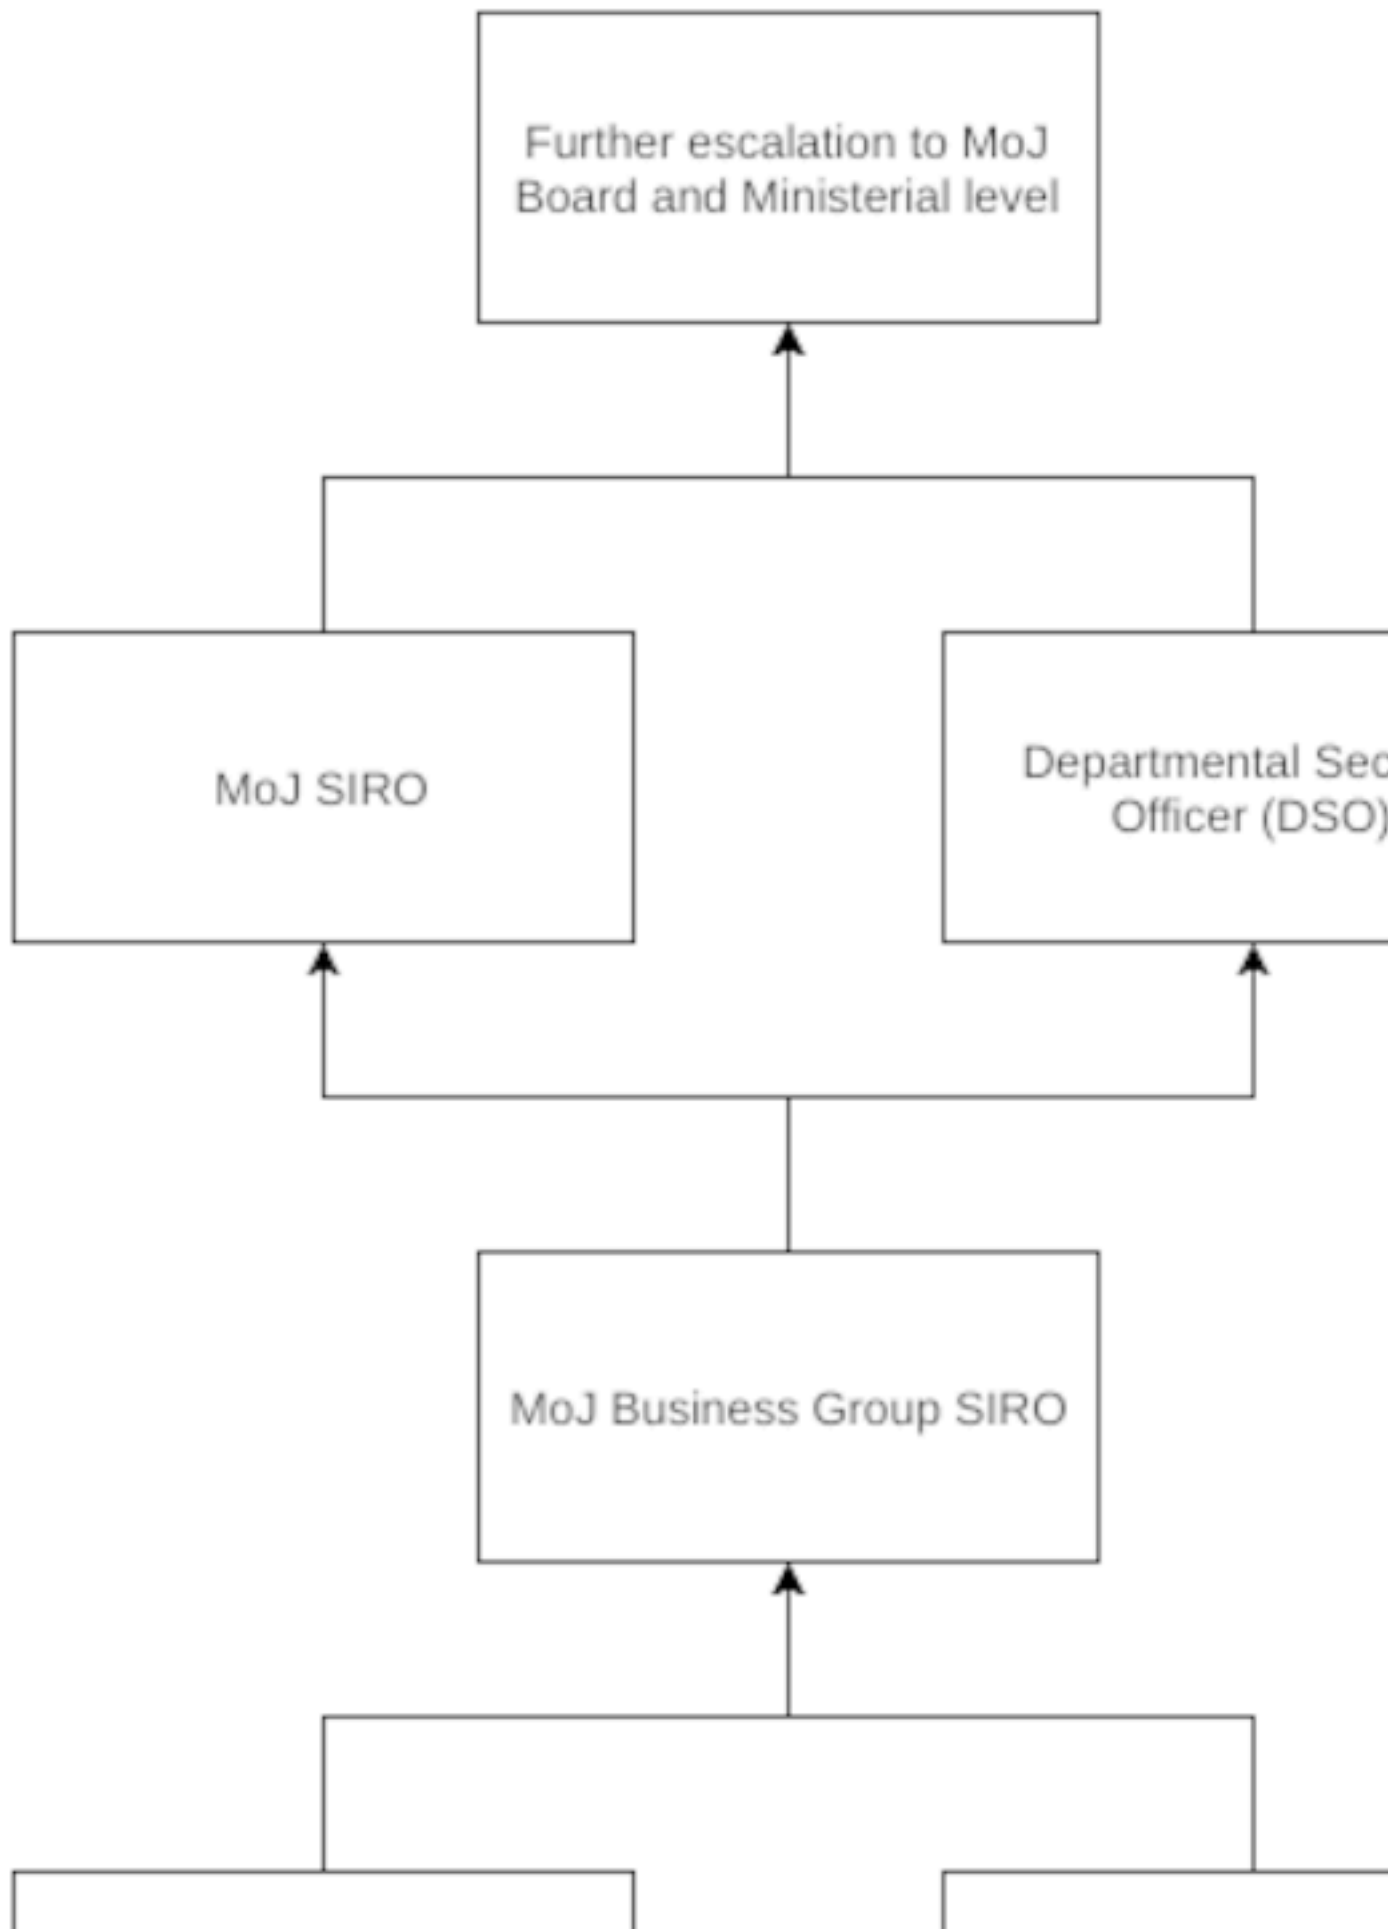 Further escalation to MoJ
Board and Ministerial level
MoJ SIRO
Departmental
Officer (DSO)
MoJ Business Group SIRO